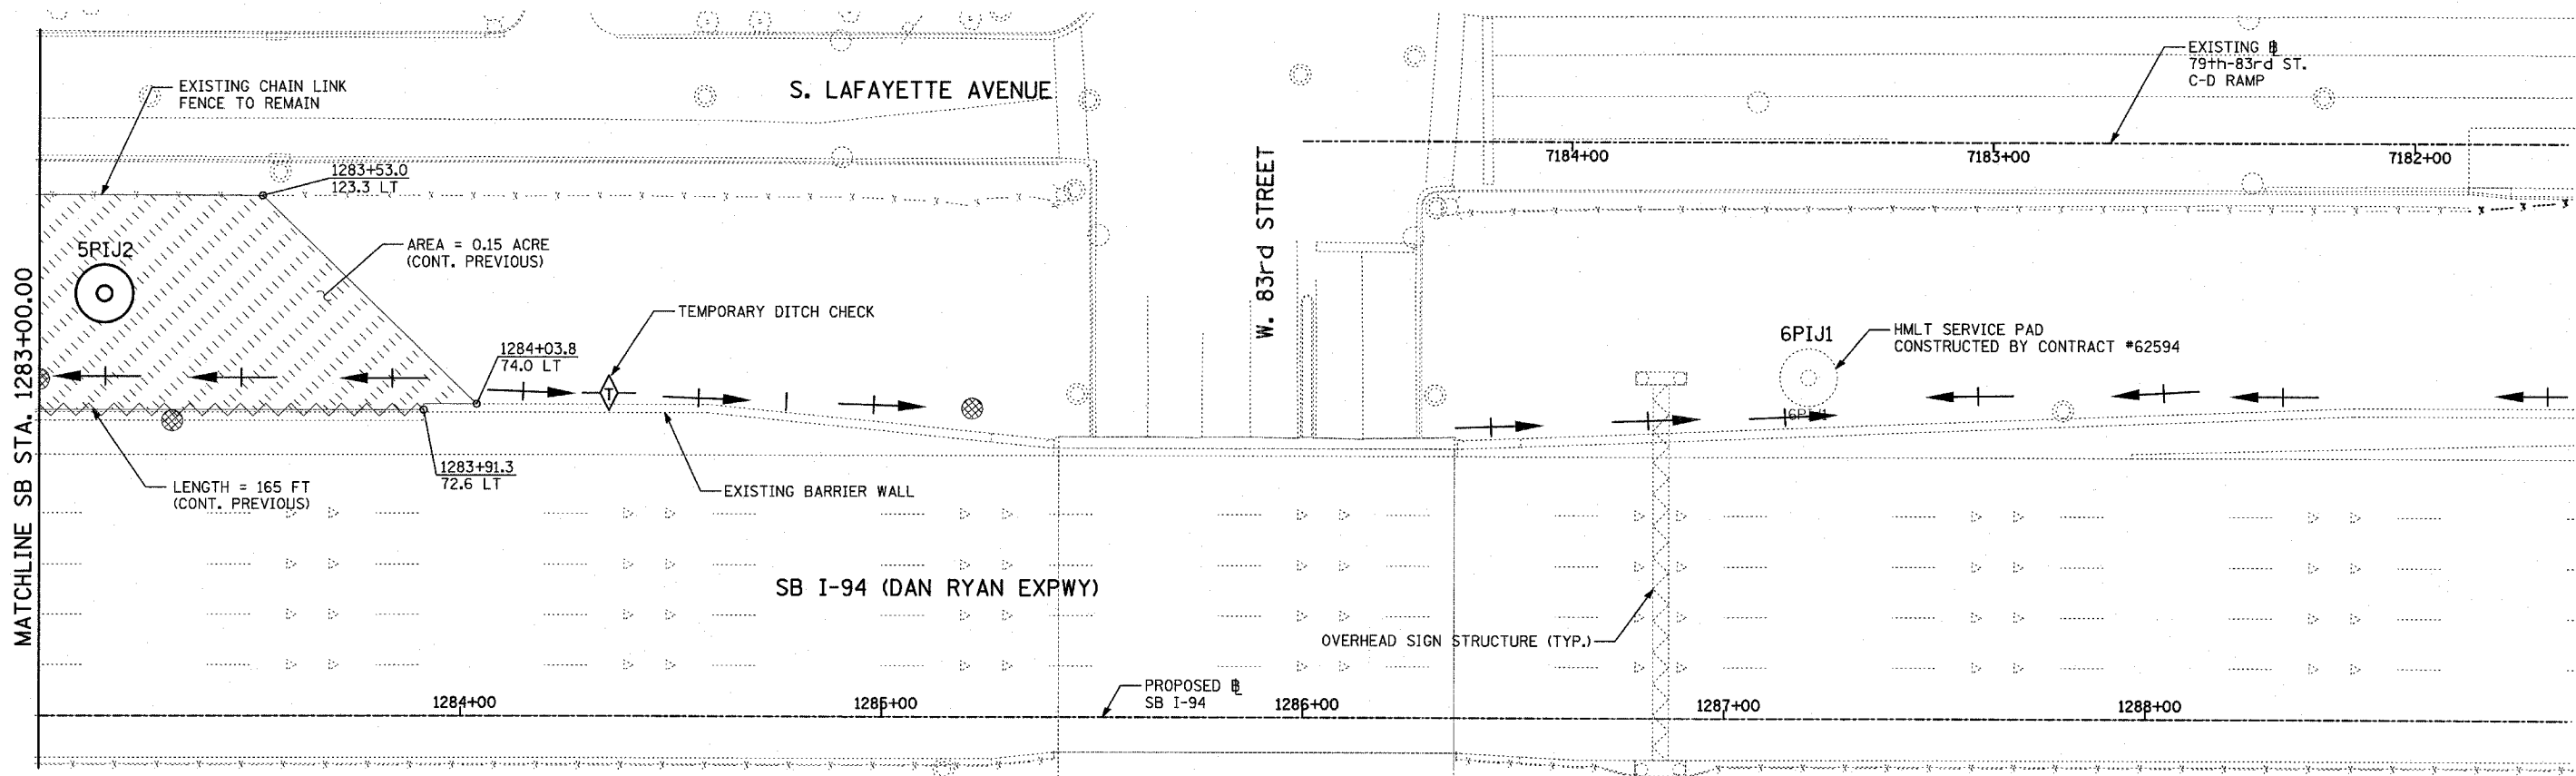 EXISTING CHAIN LINK
FENCE TO REMAIN
S. LAFAYETTE AVENUE
EXISTING ℄
79th-83rd ST.
C-D RAMP
7184+00
7183+00
7182+00
1283+53.0
123.3 LT
W. 83rd STREET
5PIJ2
AREA = 0.15 ACRE
(CONT. PREVIOUS)
MATCHLINE SB STA. 1283+00.00
TEMPORARY DITCH CHECK
T
1284+03.8
74.0 LT
6PIJ1
HMLT SERVICE PAD
CONSTRUCTED BY CONTRACT #62594
6PIJ1
1283+91.3
72.6 LT
LENGTH = 165 FT
(CONT. PREVIOUS)
EXISTING BARRIER WALL
SB I-94 (DAN RYAN EXPWY)
OVERHEAD SIGN STRUCTURE (TYP.)
PROPOSED ℄
SB I-94
1284+00
1285+00
1286+00
1287+00
1288+00